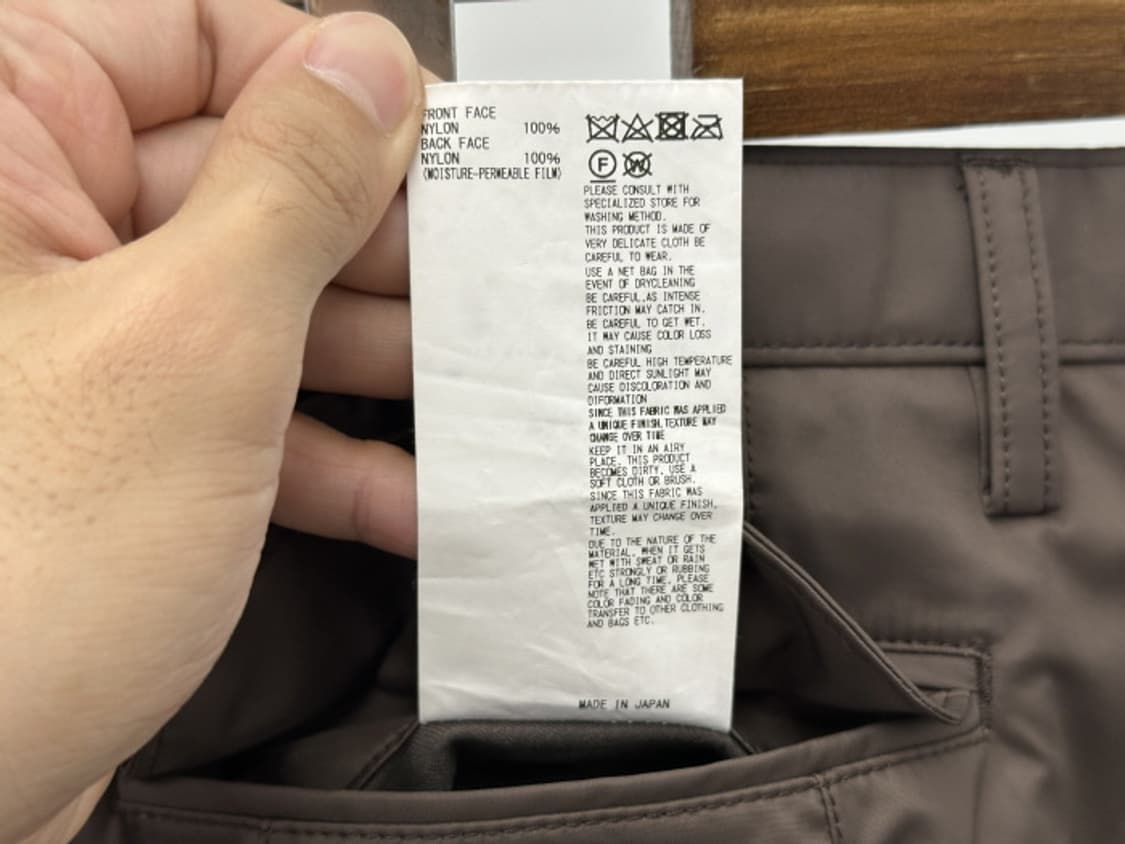 FRONT FACE
NYLON 100%
BACK FACE
NYLON 100%
(MOISTURE-PERMEABLE FILM)
F
W
PLEASE CONSULT WITH
SPECIALIZED STORE FOR
WASHING METHOD.
THIS PRODUCT IS MADE OF
VERY DELICATE CLOTH BE
CAREFUL TO WEAR.
USE A NET BAG IN THE
EVENT OF DRYCLEANING
BE CAREFUL.AS INTENSE
FRICTION MAY CATCH IN.
BE CAREFUL TO GET WET.
IT MAY CAUSE COLOR LOSS
AND STAINING
BE CAREFUL HIGH TEMPERATURE
AND DIRECT SUNLIGHT MAY
CAUSE DISCOLORATION AND
DIFORMATION
SINCE THIS FABRIC WAS APPLIED
A UNIQUE FINISH,TEXTURE MAY
CHANGE OVER TIME
KEEP IT IN AN AIRY
PLACE. THIS PRODUCT
BECOMES DIRTY, USE A
SOFT CLOTH OR BRUSH.
SINCE THIS FABRIC WAS
APPLIED A UNIQUE FINISH,
TEXTURE MAY CHANGE OVER
TIME.
DUE TO THE NATURE OF THE
MATERIAL, WHEN IT GETS
WET WITH SWEAT OR RAIN
ETC STRONGLY OR RUBBING
FOR A LONG TIME, PLEASE
NOTE THAT THERE ARE SOME
COLOR FADING AND COLOR
TRANSFER TO OTHER CLOTHING
AND BAGS ETC.
MADE IN JAPAN